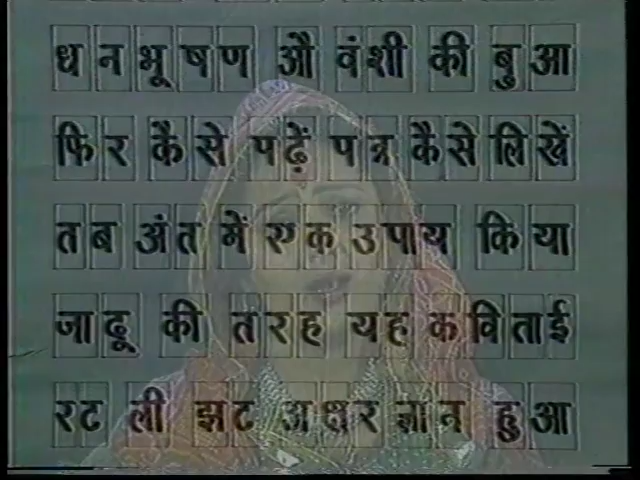 धनभूषण औ वंशी की बुआ
फिर कैसे पढ़ें पत्र कैसे लिखें
तब अंत में एक उपाय किया
जादू की तरह यह कविताई
रट ली झट अक्षर ज्ञान हुआ